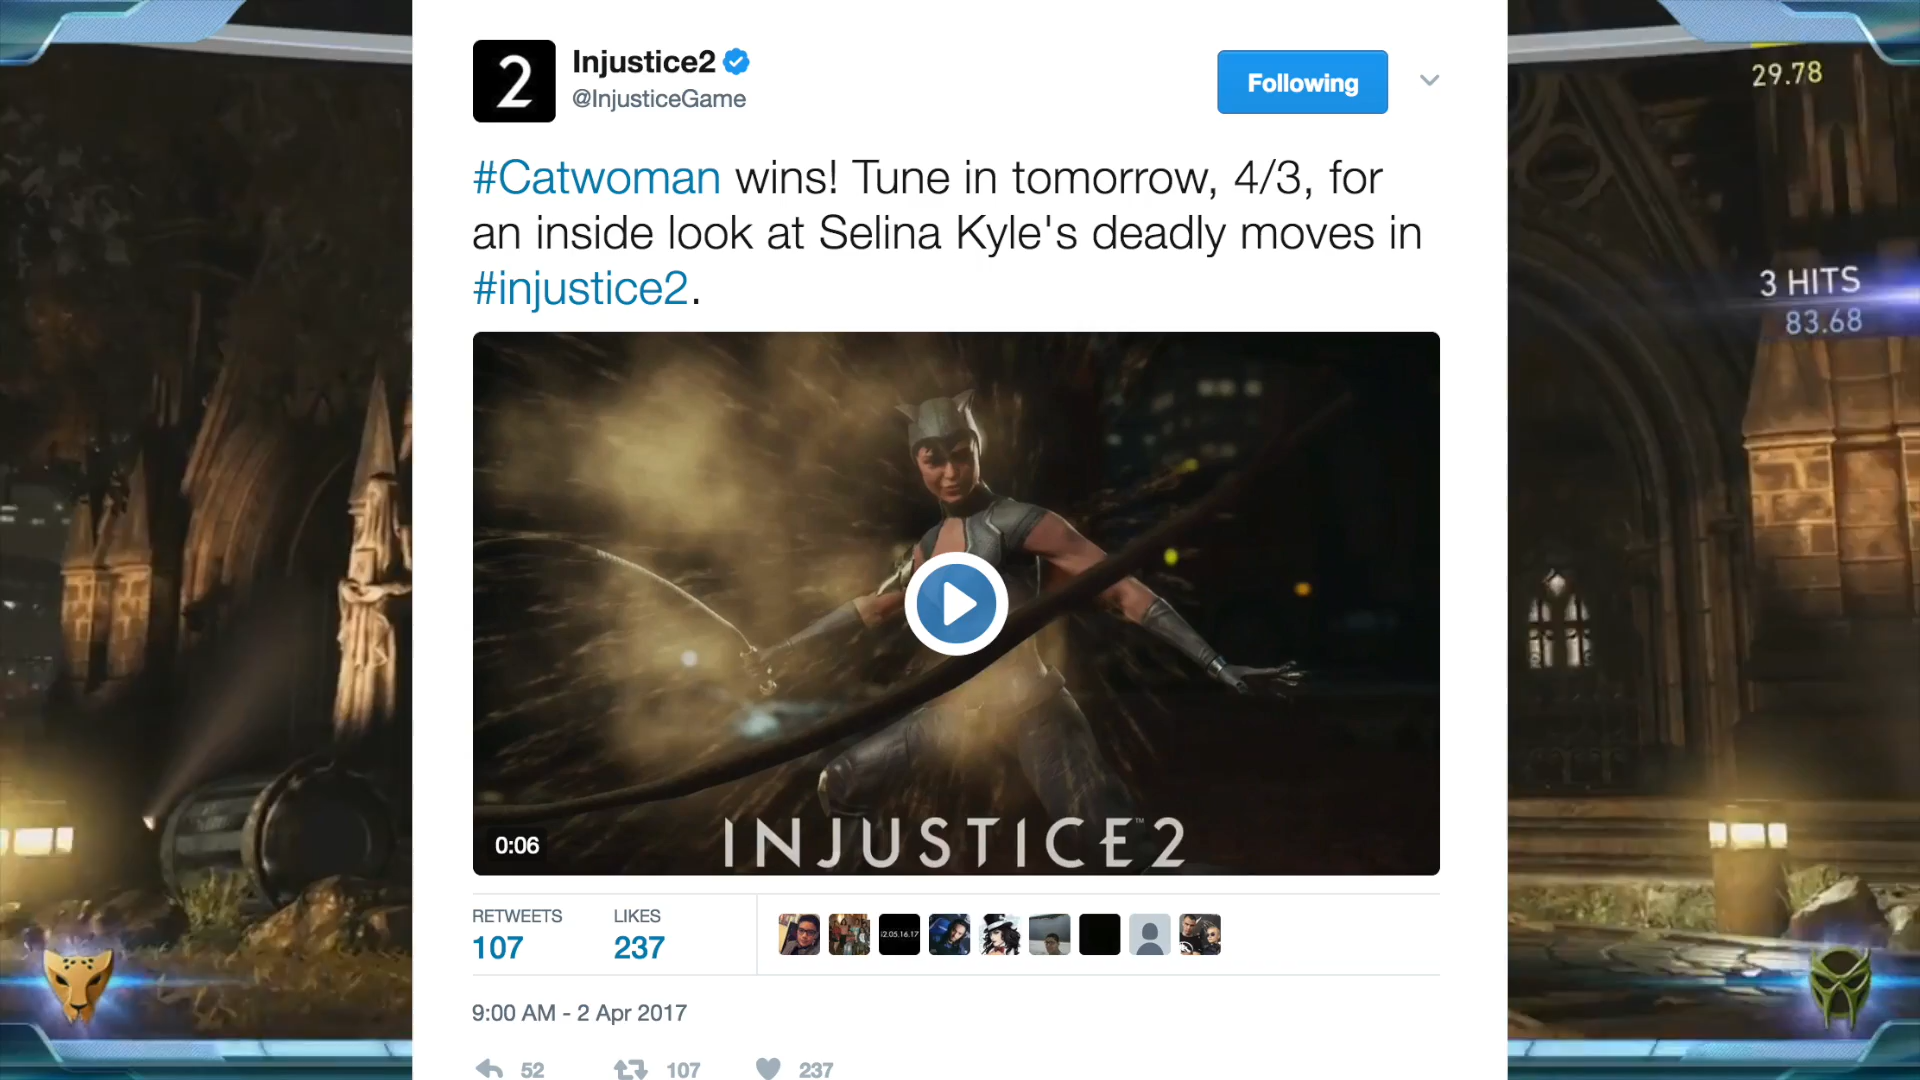 2
Injustice2
@InjusticeGame
Following
29.78
#Catwoman wins! Tune in tomorrow, 4/3, for
an inside look at Selina Kyle's deadly moves in
#injustice2.
3 HITS
83.68
0:06
INJUSTICE™2
RETWEETS
107
LIKES
237
9:00 AM - 2 Apr 2017
52
107
237